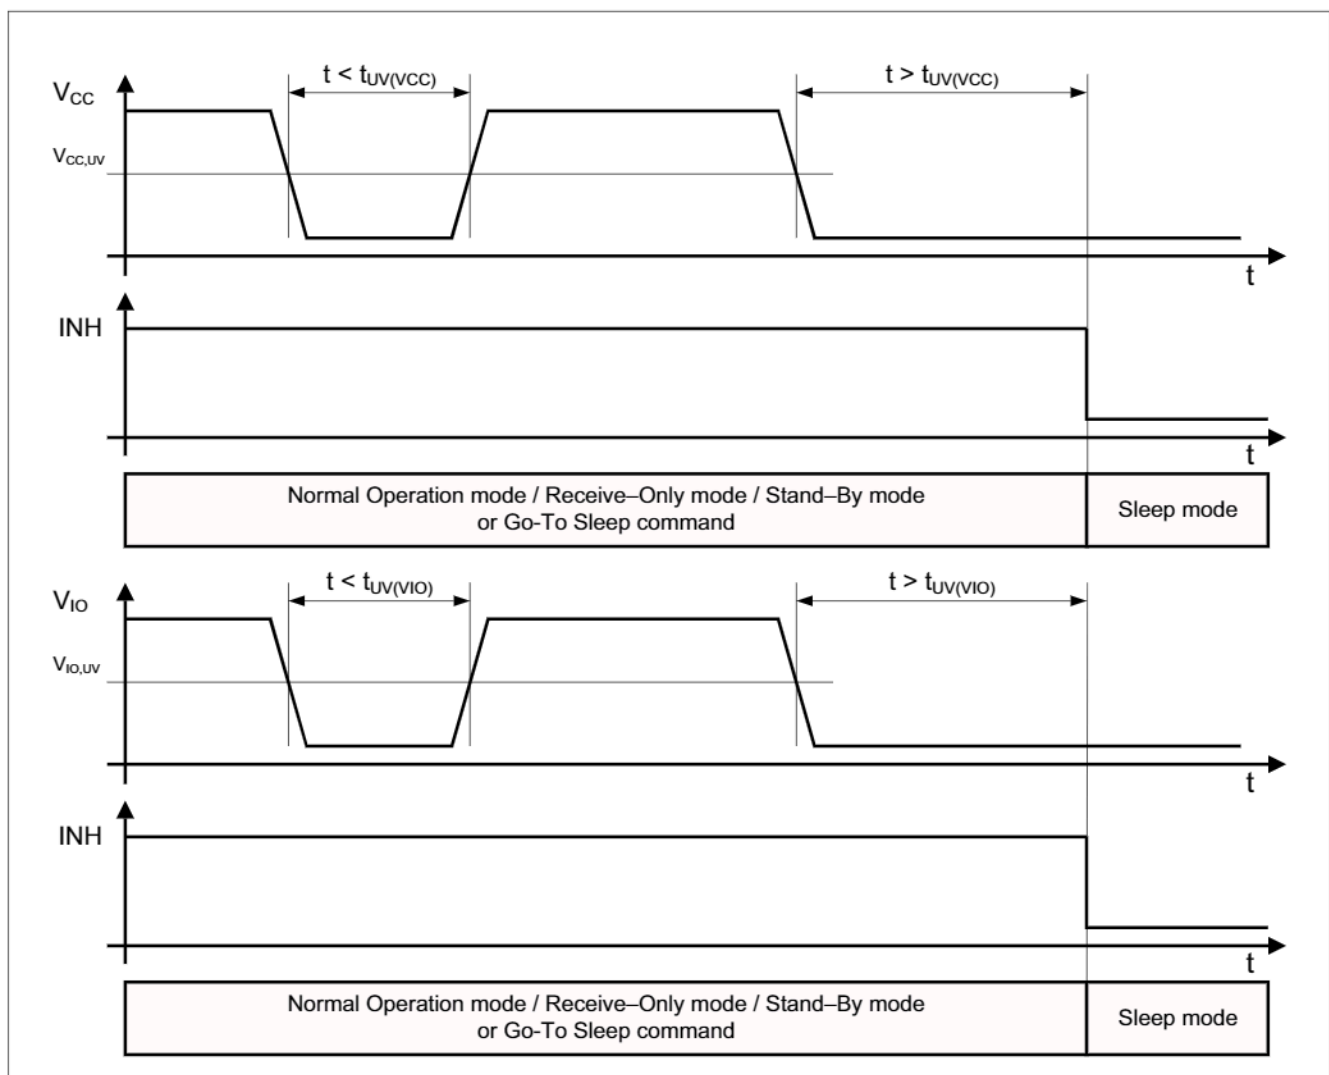 t < tUV(VCC)
t > tUV(VCC)
VCC
VCC,UV
t
INH
t
Normal Operation mode / Receive–Only mode / Stand–By mode
or Go-To Sleep command
Sleep mode
t < tUV(VIO)
t > tUV(VIO)
VIO
VIO,UV
t
INH
t
Normal Operation mode / Receive–Only mode / Stand–By mode
or Go-To Sleep command
Sleep mode